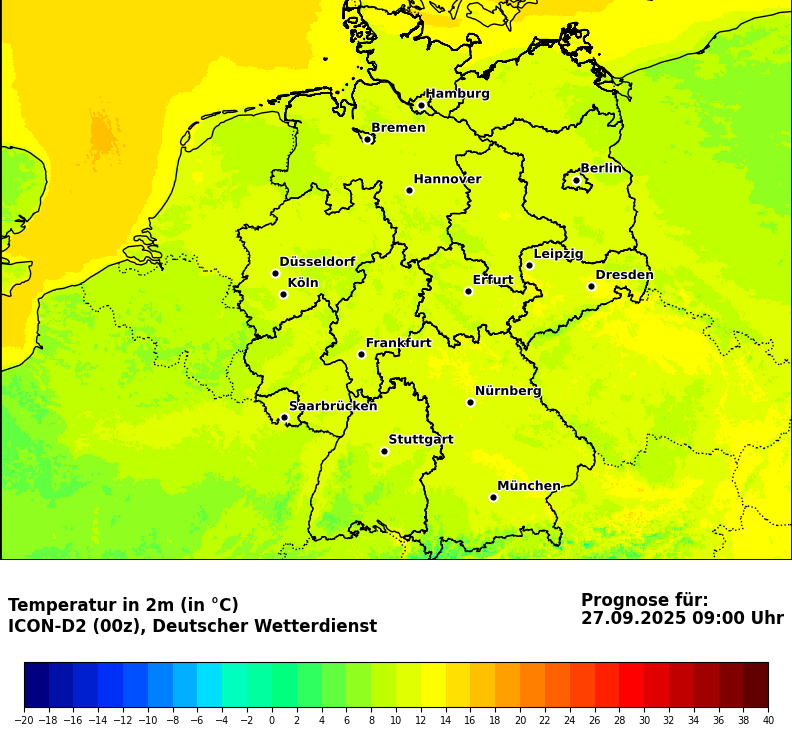 Hamburg
Bremen
Hannover
Berlin
Düsseldorf
Leipzig
Köln
Erfurt
Dresden
Frankfurt
Nürnberg
Saarbrücken
Stuttgart
München
Temperatur in 2m (in °C)
ICON-D2 (00z), Deutscher Wetterdienst
Prognose für:
27.09.2025 09:00 Uhr
−20 −18 −16 −14 −12 −10 −8 −6 −4 −2 0 2 4 6 8 10 12 14 16 18 20 22 24 26 28 30 32 34 36 38 40